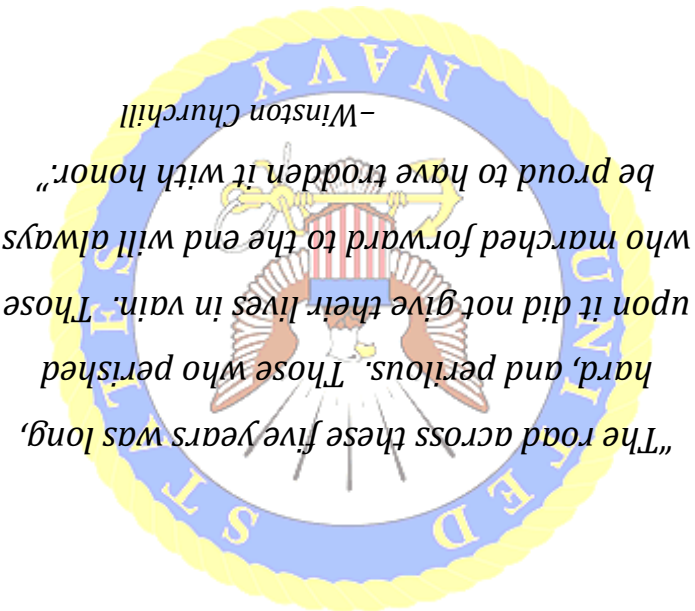 "The road across these five years was long,
hard, and perilous. Those who perished
upon it did not give their lives in vain. Those
who marched forward to the end will always
be proud to have trodden it with honor."
–Winston Churchill
UNITED STATES NAVY